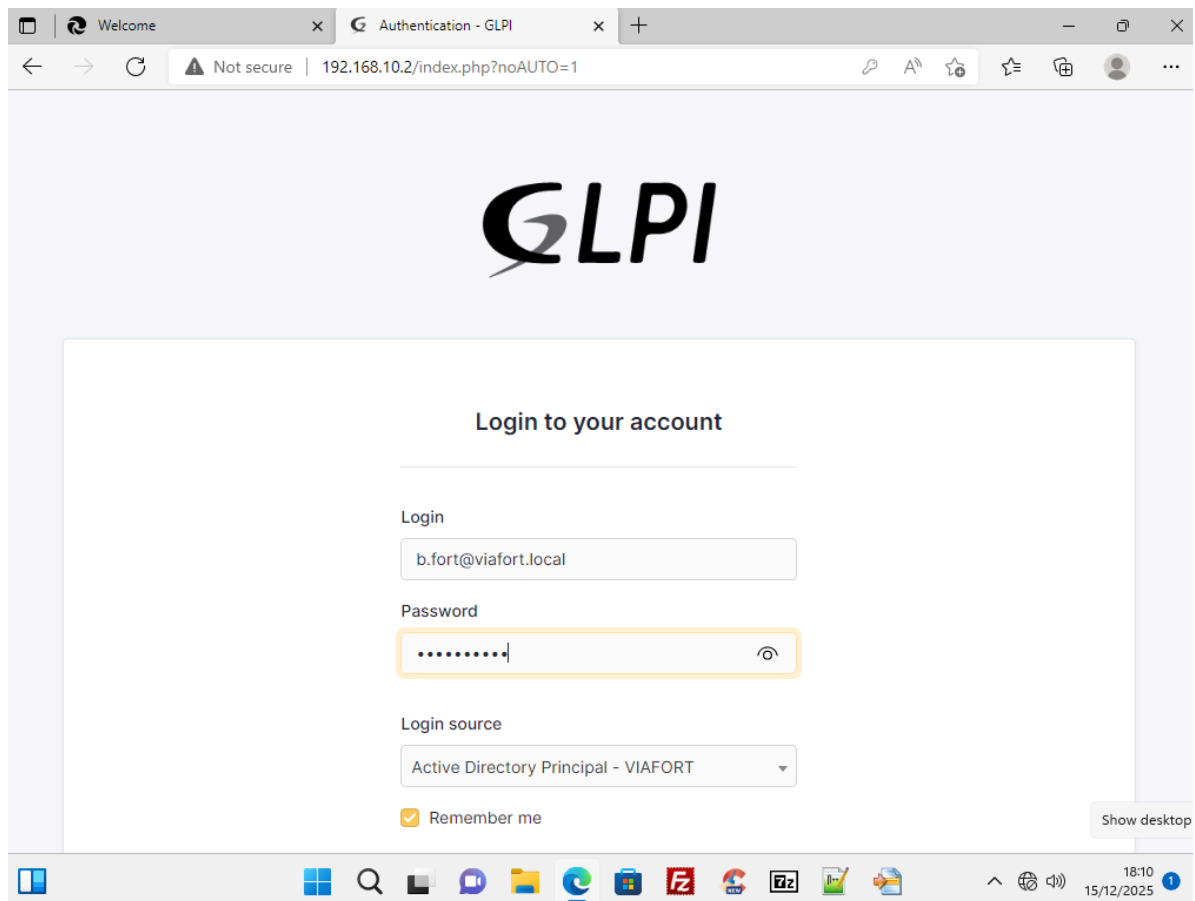 Welcome
Authentication - GLPI
Not secure
192.168.10.2/index.php?noAUTO=1
GLPI
Login to your account
Login
b.fort@viafort.local
Password
••••••••••
Login source
Active Directory Principal - VIAFORT
Remember me
Show desktop
NEW
7z
18:10
15/12/2025
1